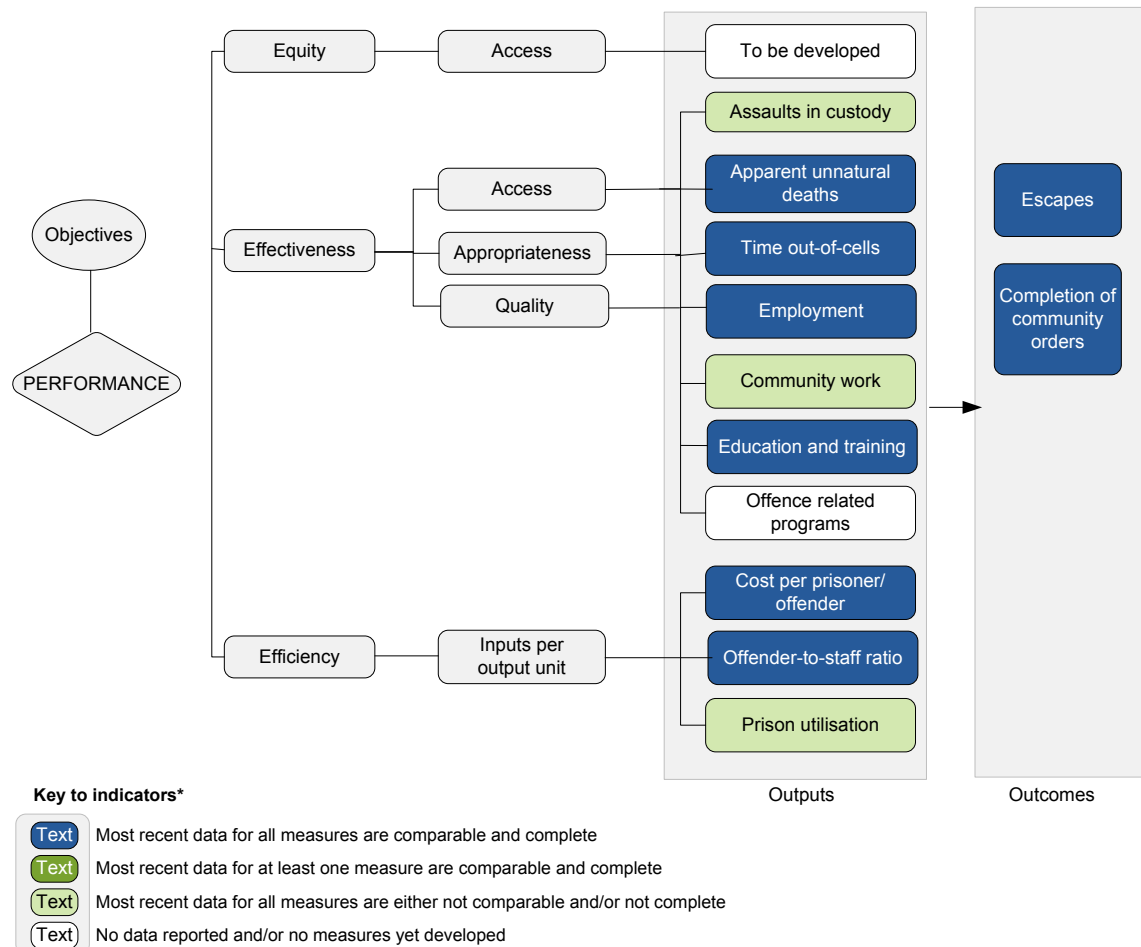 Equity
Access
To be developed
Assaults in custody
Access
Apparent unnatural
deaths
Escapes
Objectives
Effectiveness
Appropriateness
Time out-of-cells
Quality
Employment
Completion of
community
orders
PERFORMANCE
Community work
Education and training
Offence related
programs
Cost per prisoner/
offender
Efficiency
Inputs per
output unit
Offender-to-staff ratio
Prison utilisation
Outputs
Outcomes
Key to indicators*
Text Most recent data for all measures are comparable and complete
Text Most recent data for at least one measure are comparable and complete
Text Most recent data for all measures are either not comparable and/or not complete
Text No data reported and/or no measures yet developed